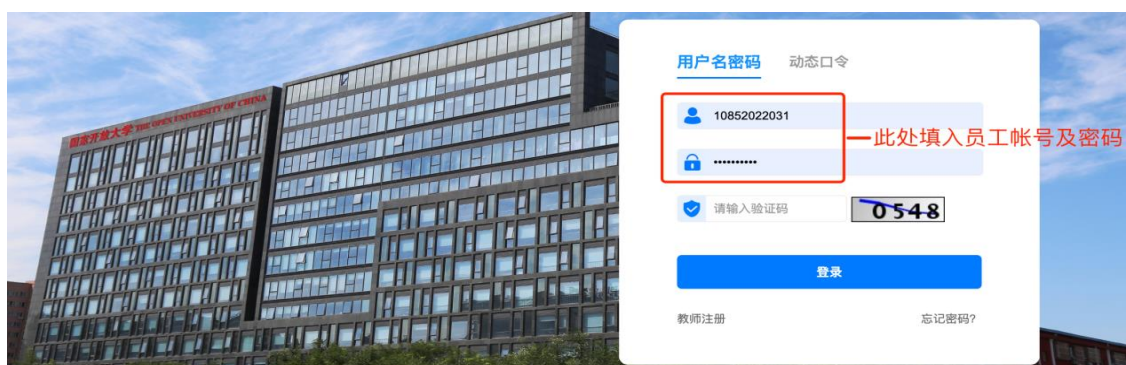 国家开放大学 THE OPEN UNIVERSITY OF CHINA
用户名密码 动态口令
10852022031
此处填入员工帐号及密码
••••••••••
请输入验证码 0548
登录
教师注册 忘记密码?